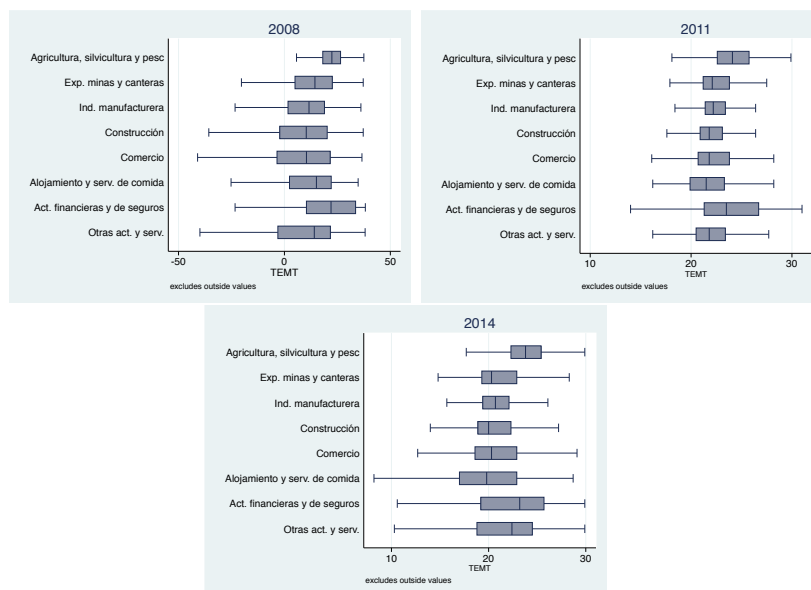 2008
Agricultura, silvicultura y pesc
Exp. minas y canteras
Ind. manufacturera
Construcción
Comercio
Alojamiento y serv. de comida
Act. financieras y de seguros
Otras act. y serv.
-50 0 50
TEMT
excludes outside values
2011
Agricultura, silvicultura y pesc
Exp. minas y canteras
Ind. manufacturera
Construcción
Comercio
Alojamiento y serv. de comida
Act. financieras y de seguros
Otras act. y serv.
10 20 30
TEMT
excludes outside values
2014
Agricultura, silvicultura y pesc
Exp. minas y canteras
Ind. manufacturera
Construcción
Comercio
Alojamiento y serv. de comida
Act. financieras y de seguros
Otras act. y serv.
10 20 30
TEMT
excludes outside values